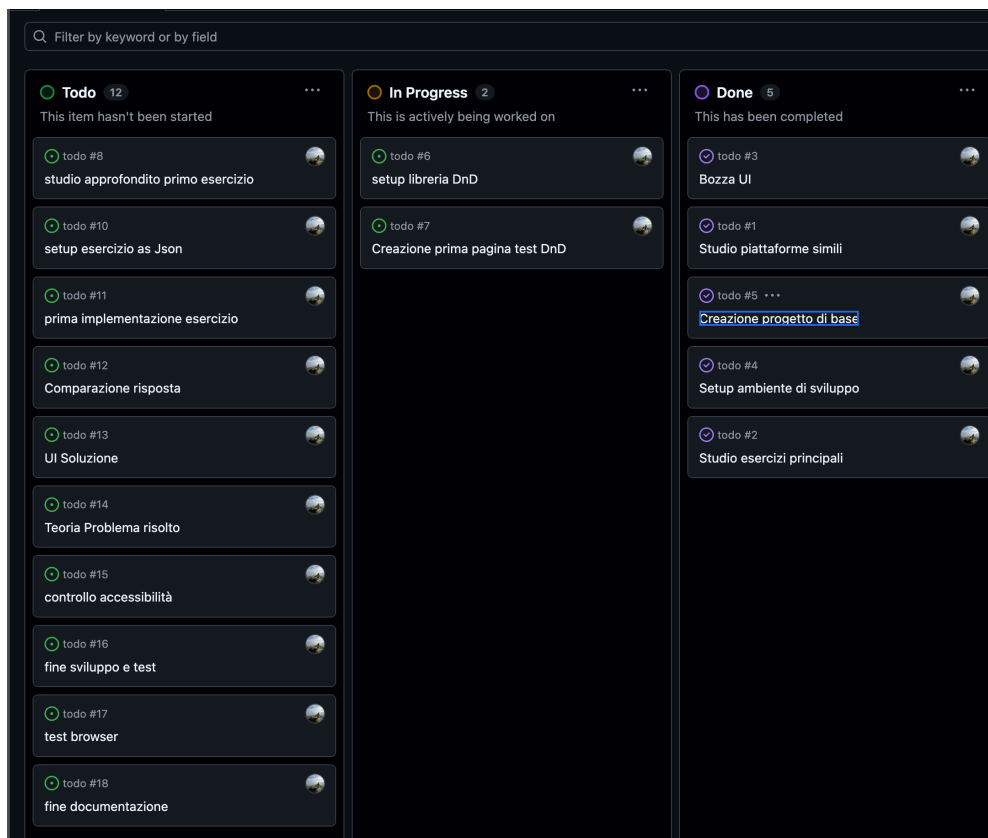 Filter by keyword or by field
Todo 12 ...
This item hasn't been started
todo #8
studio approfondito primo esercizio
todo #10
setup esercizio as Json
todo #11
prima implementazione esercizio
todo #12
Comparazione risposta
todo #13
UI Soluzione
todo #14
Teoria Problema risolto
todo #15
controllo accessibilità
todo #16
fine sviluppo e test
todo #17
test browser
todo #18
fine documentazione
In Progress 2 ...
This is actively being worked on
todo #6
setup libreria DnD
todo #7
Creazione prima pagina test DnD
Done 5 ...
This has been completed
todo #3
Bozza UI
todo #1
Studio piattaforme simili
todo #5 ...
Creazione progetto di base
todo #4
Setup ambiente di sviluppo
todo #2
Studio esercizi principali